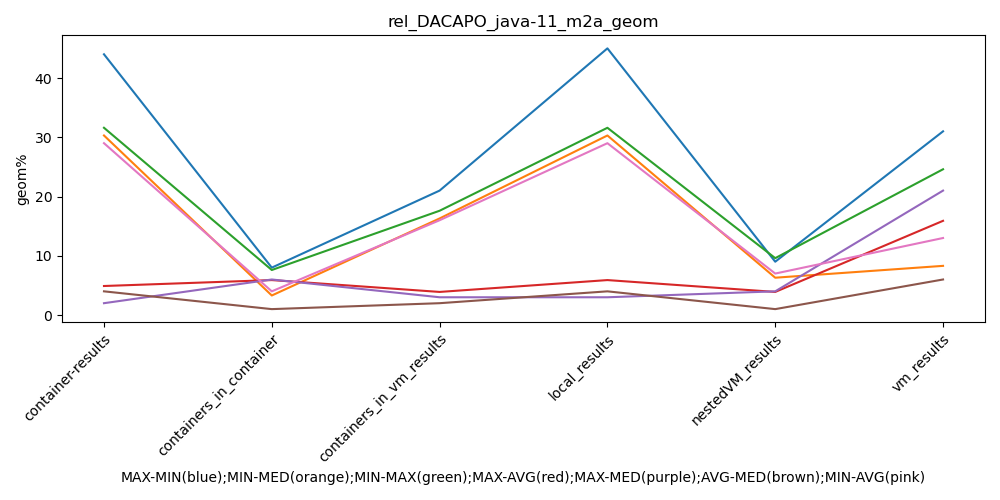 rel_DACAPO_java-11_m2a_geom
geom%
40
30
20
10
0
container-results
containers_in_container
containers_in_vm_results
local_results
nestedVM_results
vm_results
MAX-MIN(blue);MIN-MED(orange);MIN-MAX(green);MAX-AVG(red);MAX-MED(purple);AVG-MED(brown);MIN-AVG(pink)